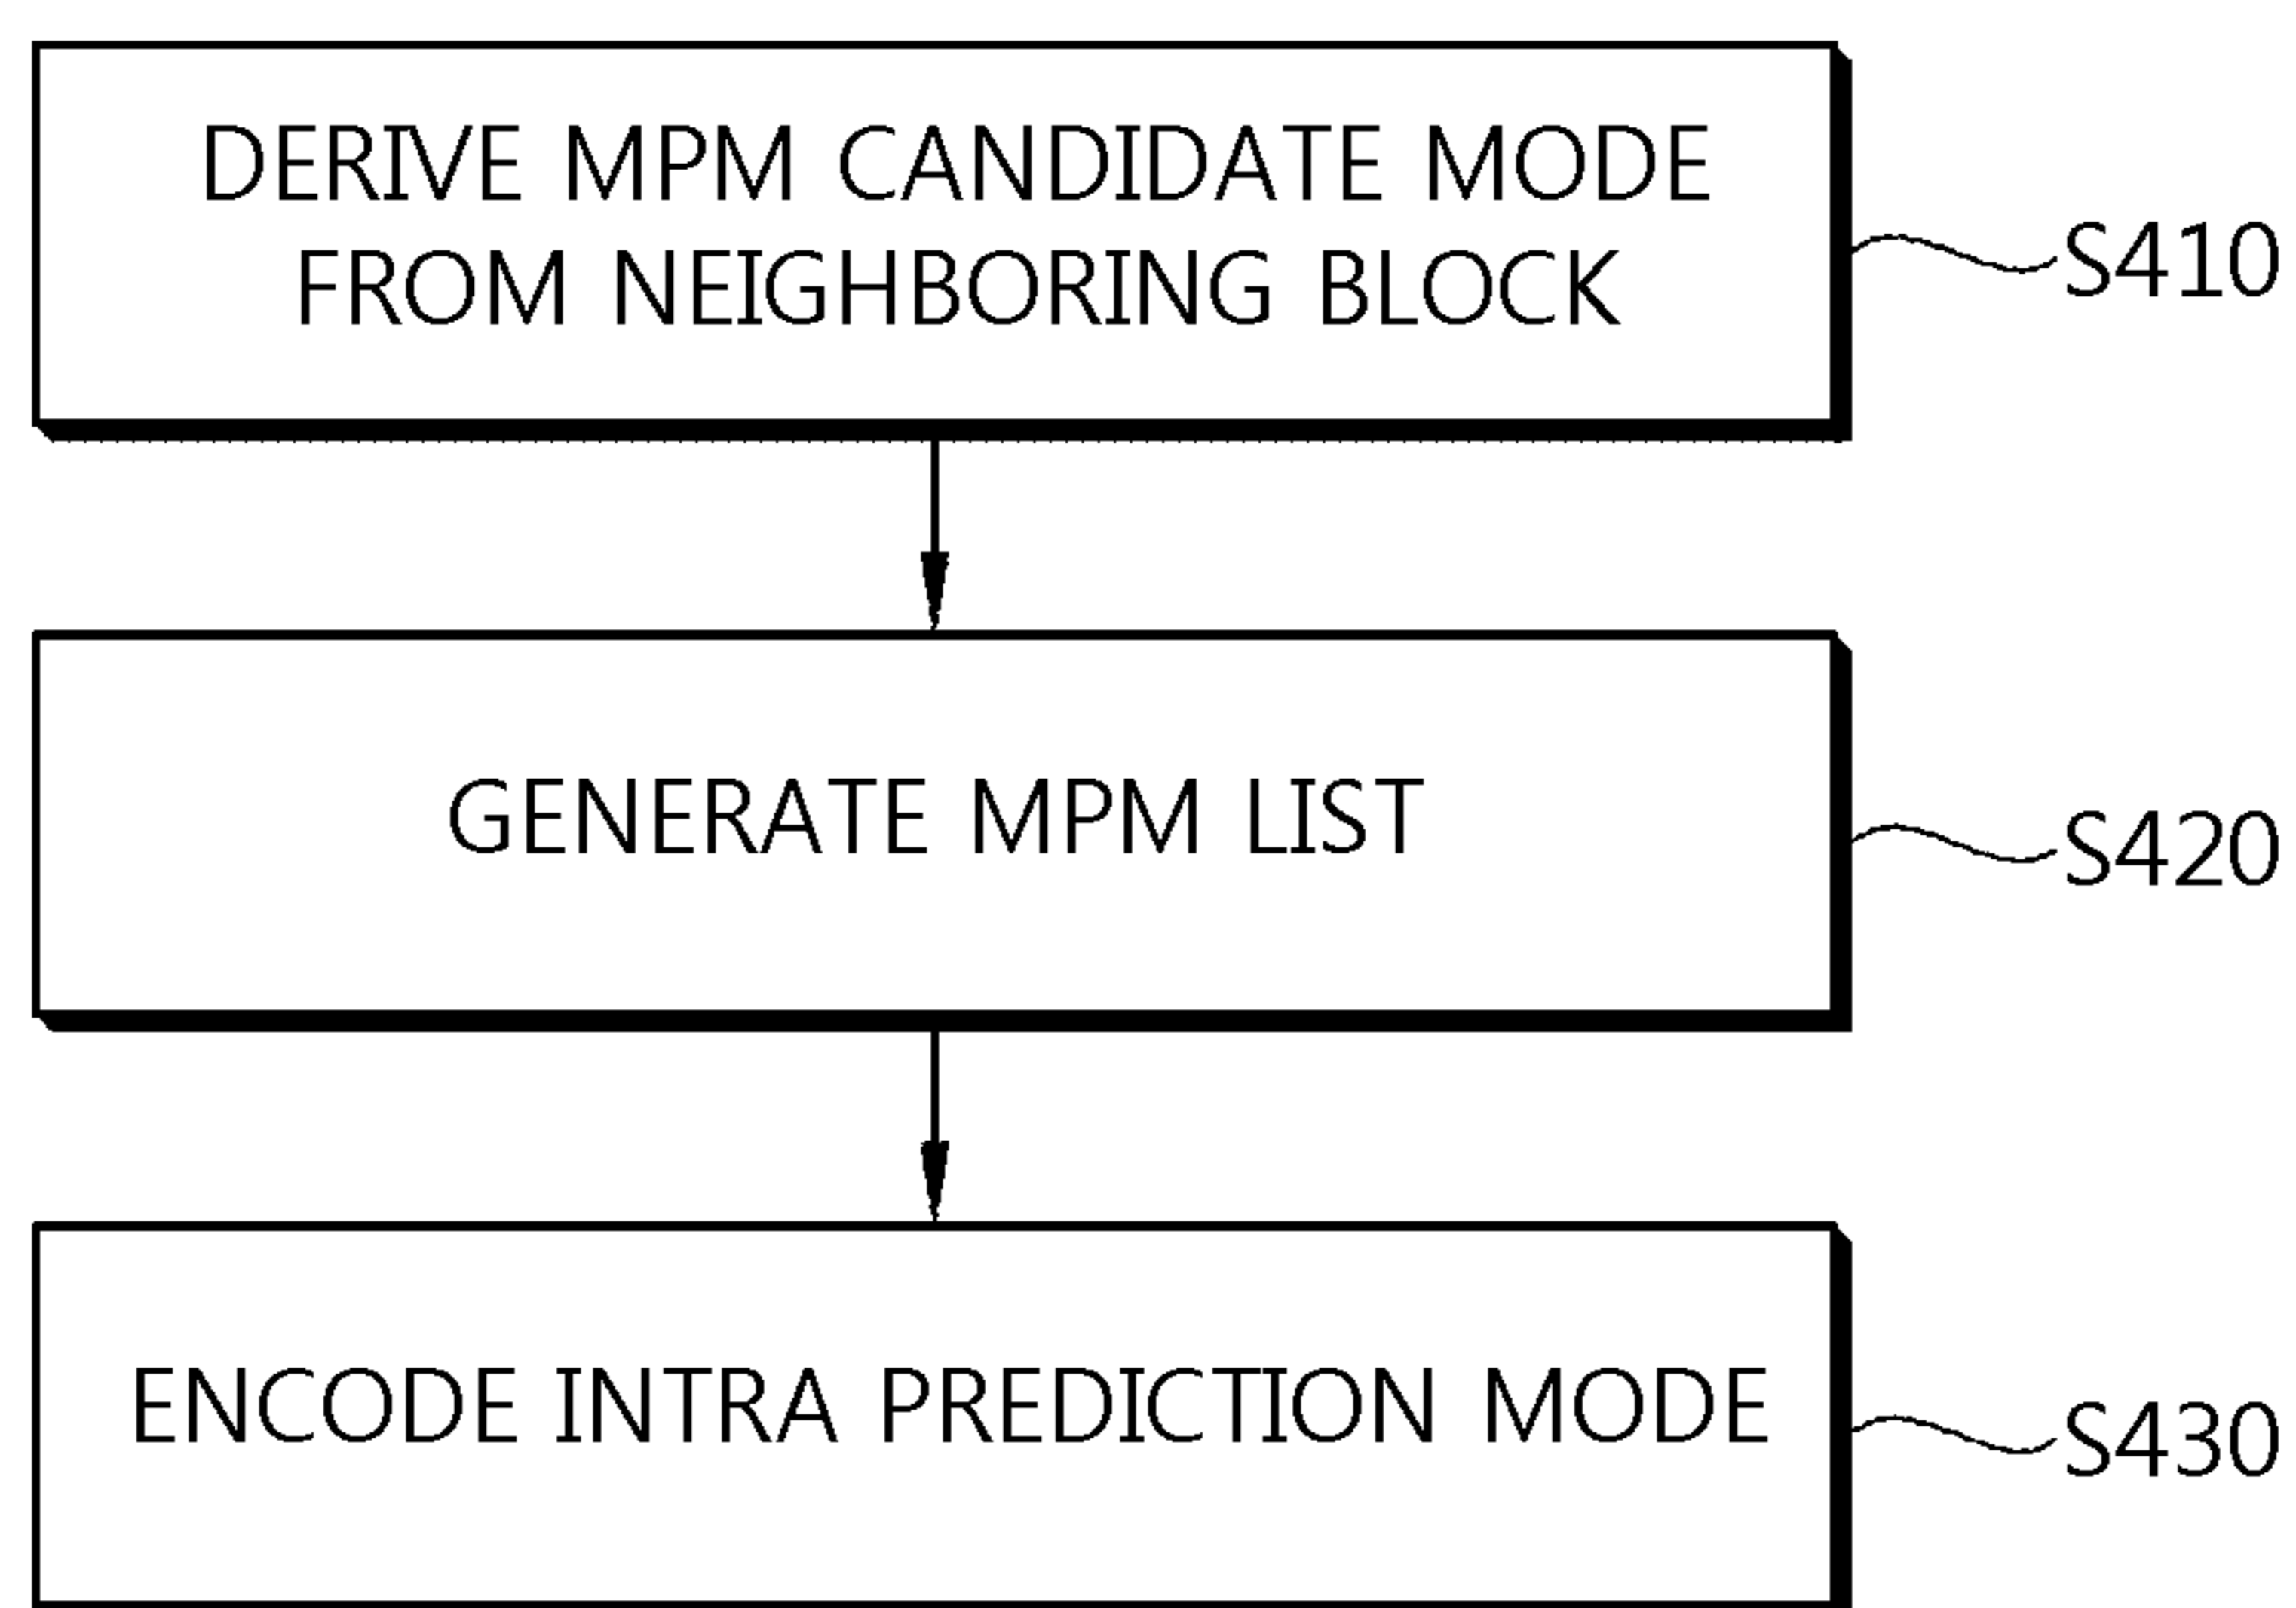 DERIVE MPM CANDIDATE MODE
FROM NEIGHBORING BLOCK
S410
GENERATE MPM LIST
S420
ENCODE INTRA PREDICTION MODE
S430